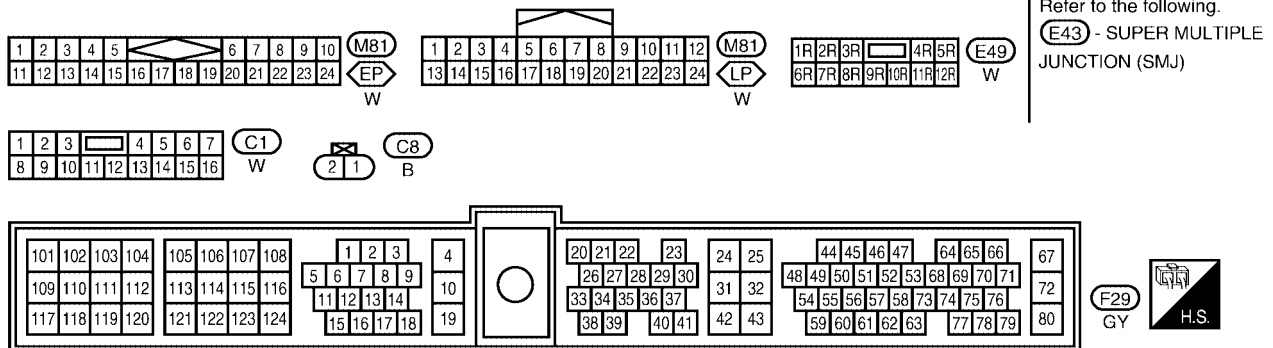 1 2 3 4 5 6 7 8 9 10
11 12 13 14 15 16 17 18 19 20 21 22 23 24
M81
EP
W
1 2 3 4 5 6 7 8 9 10 11 12
13 14 15 16 17 18 19 20 21 22 23 24
M81
LP
W
1R 2R 3R 4R 5R
6R 7R 8R 9R 10R 11R 12R
E49
W
Refer to the following.
E43 - SUPER MULTIPLE
JUNCTION (SMJ)
1 2 3 4 5 6 7
8 9 10 11 12 13 14 15 16
C1
W
2 1
C8
B
101 102 103 104 105 106 107 108 1 2 3 4 20 21 22 23 24 25 44 45 46 47 64 65 66 67
5 6 7 8 9 26 27 28 29 30 48 49 50 51 52 53 68 69 70 71
109 110 111 112 113 114 115 116 10 31 32 72
11 12 13 14 33 34 35 36 37 54 55 56 57 58 73 74 75 76
117 118 119 120 121 122 123 124 15 16 17 18 19 38 39 40 41 42 43 59 60 61 62 63 77 78 79 80
F29
GY
H.S.